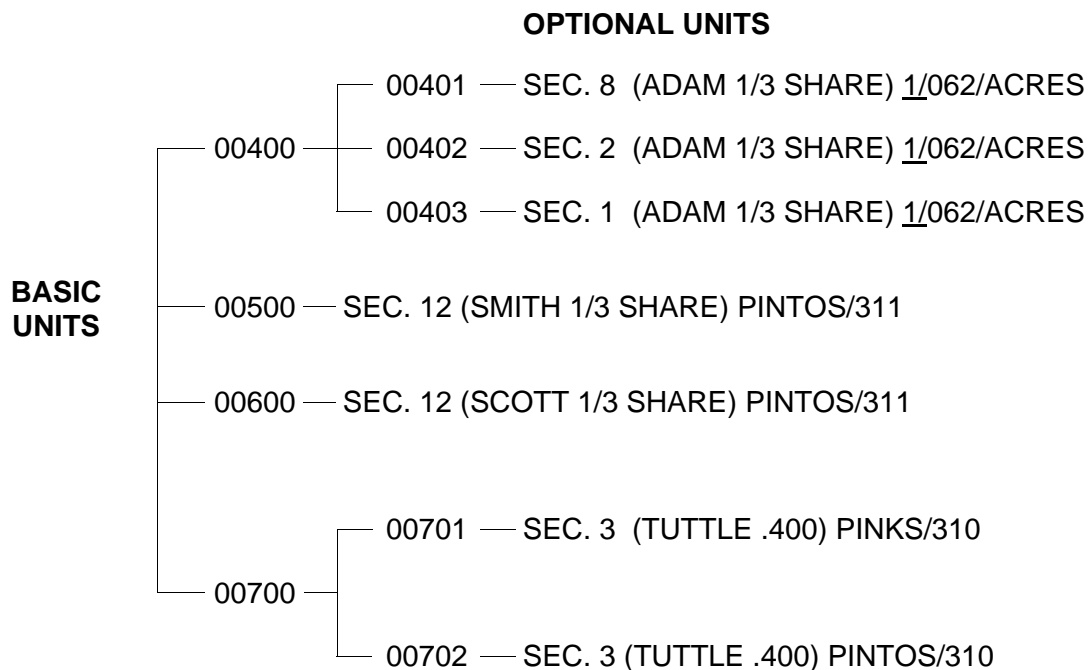 OPTIONAL UNITS
00401 SEC. 8 (ADAM 1/3 SHARE) 1/062/ACRES
00400 00402 SEC. 2 (ADAM 1/3 SHARE) 1/062/ACRES
00403 SEC. 1 (ADAM 1/3 SHARE) 1/062/ACRES
BASIC
UNITS
00500 SEC. 12 (SMITH 1/3 SHARE) PINTOS/311
00600 SEC. 12 (SCOTT 1/3 SHARE) PINTOS/311
00701 SEC. 3 (TUTTLE .400) PINKS/310
00700
00702 SEC. 3 (TUTTLE .400) PINTOS/310